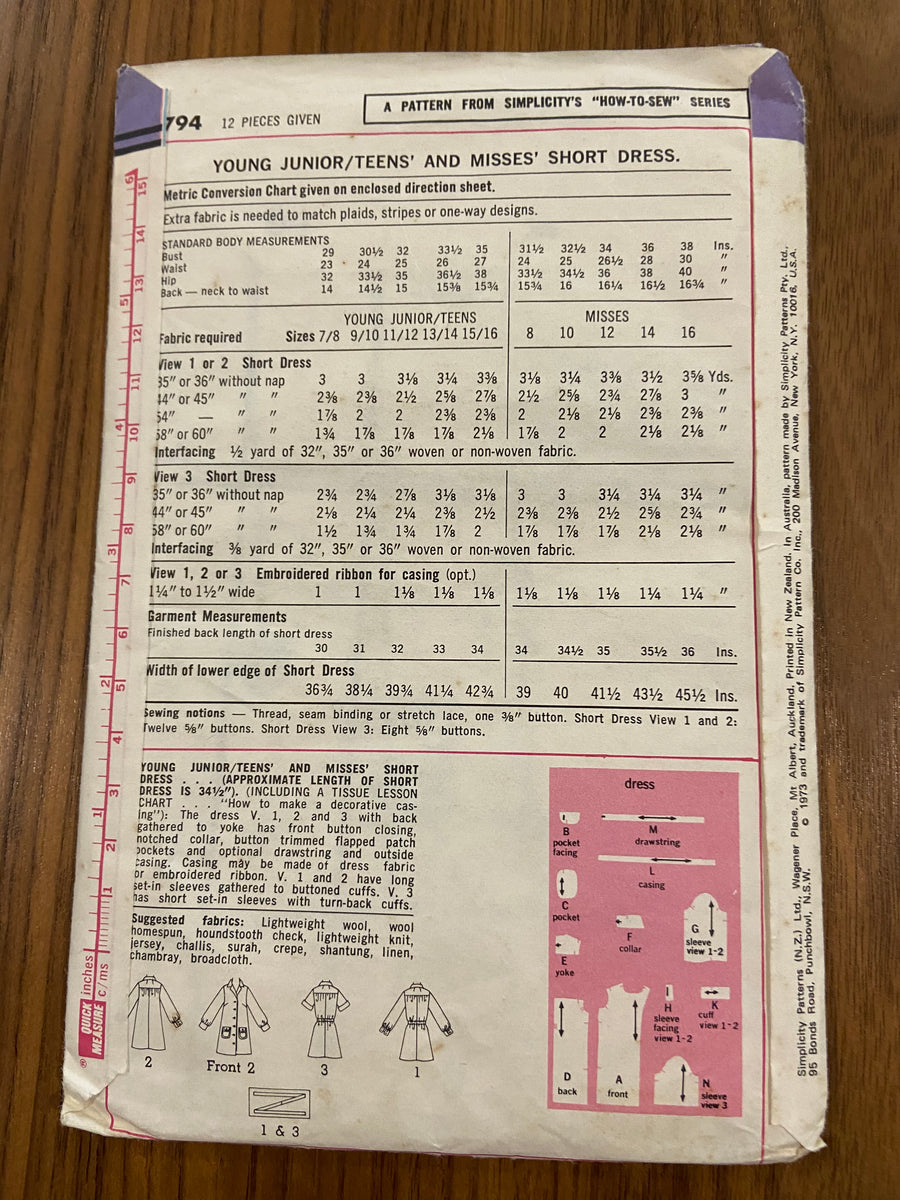 794 12 PIECES GIVEN
A PATTERN FROM SIMPLICITY'S "HOW-TO-SEW" SERIES
YOUNG JUNIOR/TEENS' AND MISSES' SHORT DRESS.
Metric Conversion Chart given on enclosed direction sheet.
Extra fabric is needed to match plaids, stripes or one-way designs.
STANDARD BODY MEASUREMENTS
Bust 29 30½ 32 33½ 35 31½ 32½ 34 36 38 Ins.
Waist 23 24 25 26 27 24 25 26½ 28 30 "
Hip 32 33½ 35 36½ 38 33½ 34½ 36 38 40 "
Back — neck to waist 14 14½ 15 15⅜ 15¾ 15¾ 16 16¼ 16½ 16¾ "
YOUNG JUNIOR/TEENS MISSES
Fabric required Sizes 7/8 9/10 11/12 13/14 15/16 8 10 12 14 16
View 1 or 2 Short Dress
35" or 36" without nap 3 3 3⅛ 3¼ 3⅜ 3⅛ 3¼ 3⅜ 3½ 3⅝ Yds.
44" or 45" " " 2⅜ 2⅜ 2½ 2⅝ 2⅞ 2½ 2⅝ 2¾ 2⅞ 3 "
54" — " " 1⅞ 2 2 2⅜ 2⅜ 2 2⅛ 2⅛ 2⅜ 2⅜ "
58" or 60" " " 1¾ 1⅞ 1⅞ 1⅞ 2⅛ 1⅞ 2 2 2⅛ 2⅛ "
Interfacing ½ yard of 32", 35" or 36" woven or non-woven fabric.
View 3 Short Dress
35" or 36" without nap 2¾ 2¾ 2⅞ 3⅛ 3⅛ 3 3 3¼ 3¼ 3¼ "
44" or 45" " " 2⅛ 2¼ 2¼ 2⅜ 2½ 2⅜ 2⅜ 2½ 2⅝ 2¾ "
58" or 60" " " 1½ 1¾ 1¾ 1⅞ 2 1⅞ 1⅞ 1⅞ 2⅛ 2⅛ "
Interfacing ⅜ yard of 32", 35" or 36" woven or non-woven fabric.
View 1, 2 or 3 Embroidered ribbon for casing (opt.)
1¼" to 1½" wide 1 1 1⅛ 1⅛ 1⅛ 1⅛ 1⅛ 1⅛ 1¼ 1¼ "
Garment Measurements
Finished back length of short dress
30 31 32 33 34 34 34½ 35 35½ 36 Ins.
Width of lower edge of Short Dress
36¾ 38¼ 39¾ 41¼ 42¾ 39 40 41½ 43½ 45½ Ins.
Sewing notions — Thread, seam binding or stretch lace, one ⅜" button. Short Dress View 1 and 2:
Twelve ⅝" buttons. Short Dress View 3: Eight ⅝" buttons.
YOUNG JUNIOR/TEENS' AND MISSES' SHORT
DRESS . . . (APPROXIMATE LENGTH OF SHORT
DRESS IS 34½"). (INCLUDING A TISSUE LESSON
CHART . . . "How to make a decorative cas-
ing"): The dress V. 1, 2 and 3 with back
gathered to yoke has front button closing,
notched collar, button trimmed flapped patch
pockets and optional drawstring and outside
casing. Casing may be made of dress fabric
or embroidered ribbon. V. 1 and 2 have long
set-in sleeves gathered to buttoned cuffs. V. 3
has short set-in sleeves with turn-back cuffs.
Suggested fabrics: Lightweight wool, wool
homespun, houndstooth check, lightweight knit,
jersey, challis, surah, crepe, shantung, linen,
chambray, broadcloth.
2
Front 2
3
1
1 & 3
dress
B
pocket
facing
M
drawstring
L
casing
C
pocket
F
collar
G
sleeve
view 1-2
E
yoke
H
sleeve
facing
view 1-2
K
cuff
view 1-2
D
back
A
front
N
sleeve
view 3
® QUICK MEASURE
inches
c/ms
1 2 3 4 5 6
1 2 3 4 5 6 7 8 9 10 11 12 13 14 15
Simplicity Patterns (N.Z.) Ltd., Wagener Place, Mt Albert, Auckland. Printed in New Zealand. In Australia, pattern made by Simplicity Patterns Pty. Ltd.,
95 Bonds Road, Punchbowl, N.S.W. © 1973 and trademark of Simplicity Pattern Co. Inc., 200 Madison Avenue, New York, N.Y. 10016, U.S.A.